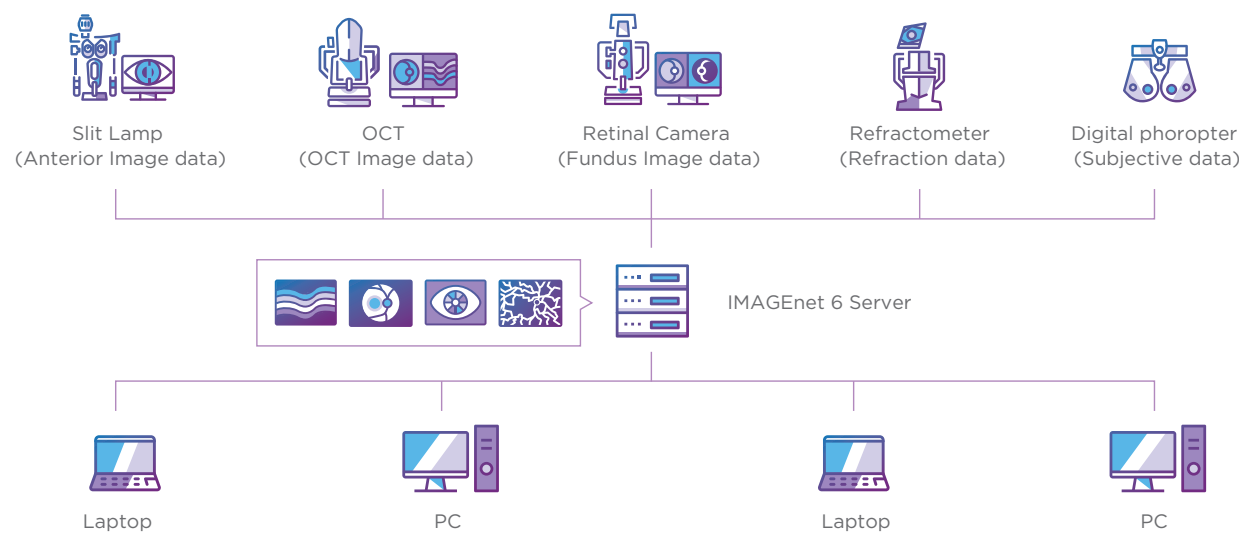 Slit Lamp
(Anterior Image data)
OCT
(OCT Image data)
Retinal Camera
(Fundus Image data)
Refractometer
(Refraction data)
Digital phoropter
(Subjective data)
IMAGEnet 6 Server
Laptop
PC
Laptop
PC